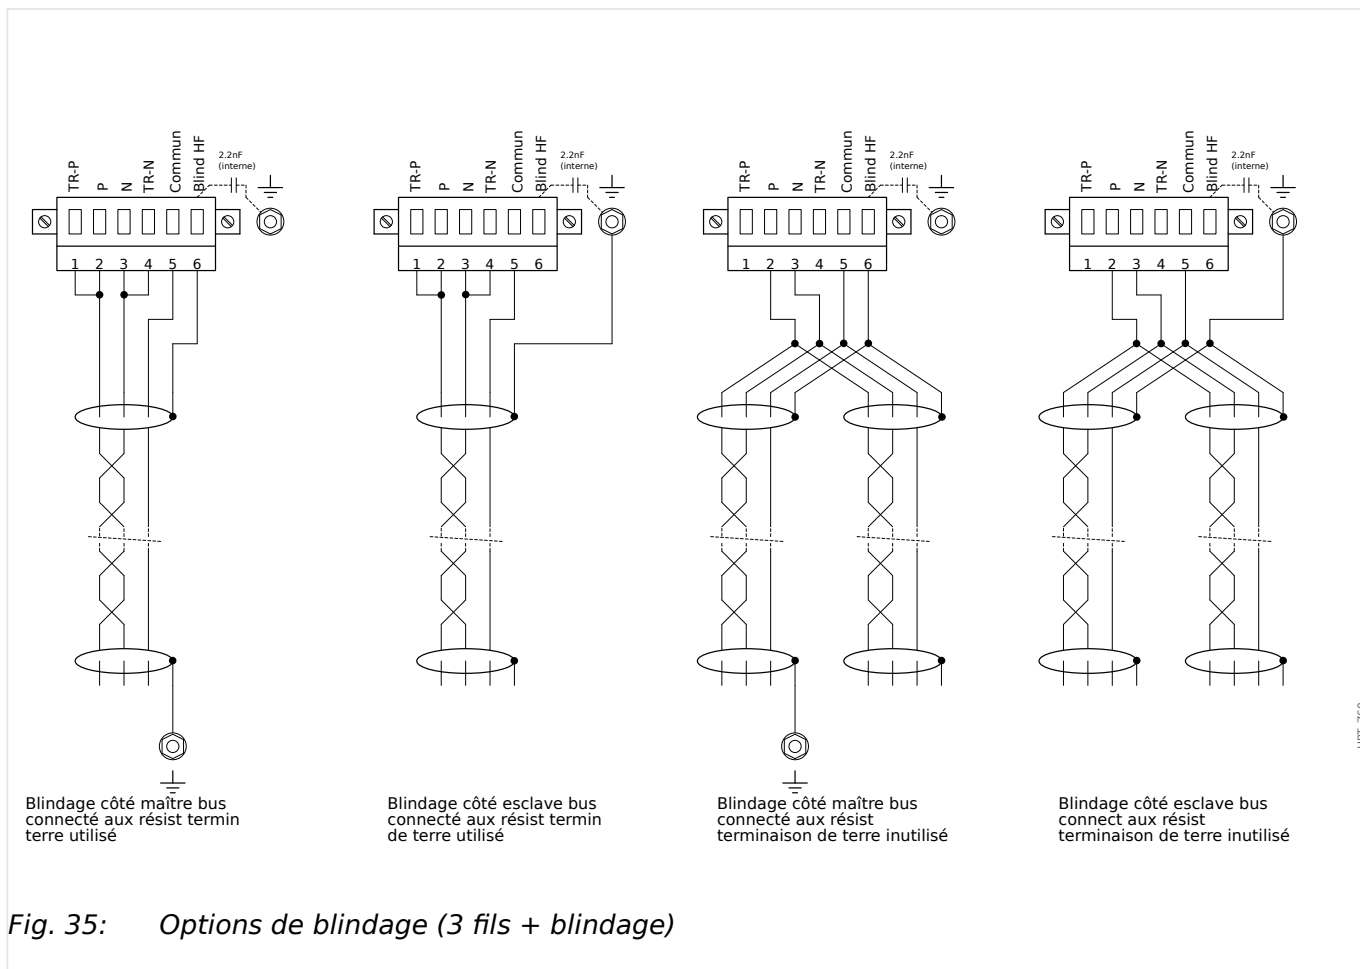 TR-P
P
N
TR-N
Commun
Blind HF
2.2nF
(interne)
1 2 3 4 5 6
TR-P
P
N
TR-N
Commun
Blind HF
2.2nF
(interne)
1 2 3 4 5 6
TR-P
P
N
TR-N
Commun
Blind HF
2.2nF
(interne)
1 2 3 4 5 6
TR-P
P
N
TR-N
Commun
Blind HF
2.2nF
(interne)
1 2 3 4 5 6
Blindage côté maître bus
connecté aux résist termin
terre utilisé
Blindage côté esclave bus
connecté aux résist termin
de terre utilisé
Blindage côté maître bus
connecté aux résist
terminaison de terre inutilisé
Blindage côté esclave bus
connect aux résist
terminaison de terre inutilisé
Fig. 35: Options de blindage (3 fils + blindage)